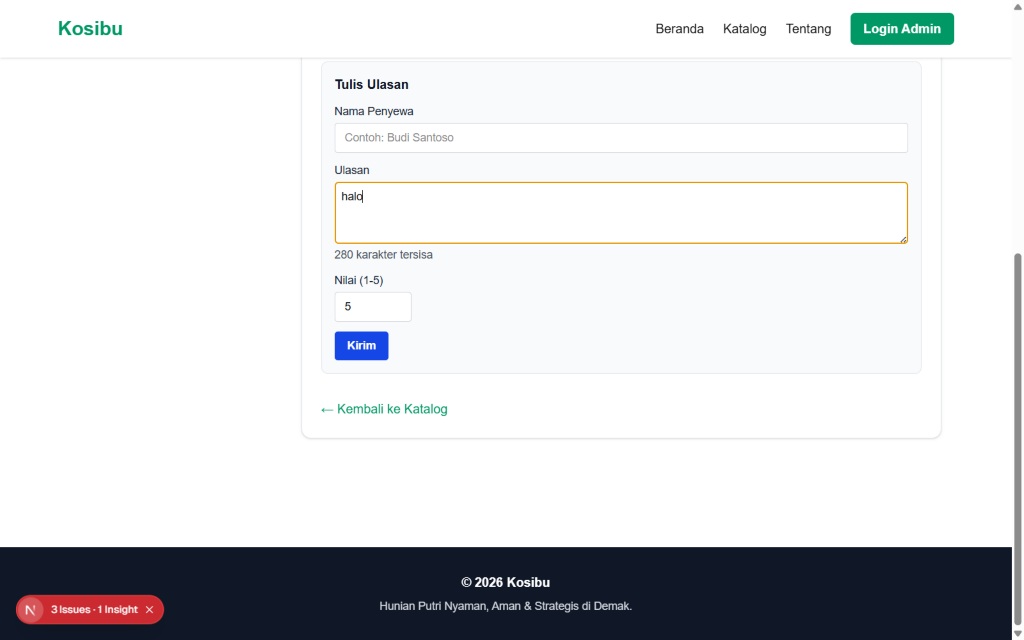 Kosibu
Beranda Katalog Tentang Login Admin
Tulis Ulasan
Nama Penyewa
Contoh: Budi Santoso
Ulasan
halo
280 karakter tersisa
Nilai (1-5)
5
Kirim
← Kembali ke Katalog
© 2026 Kosibu
Hunian Putri Nyaman, Aman & Strategis di Demak.
N 3 Issues · 1 Insight ×